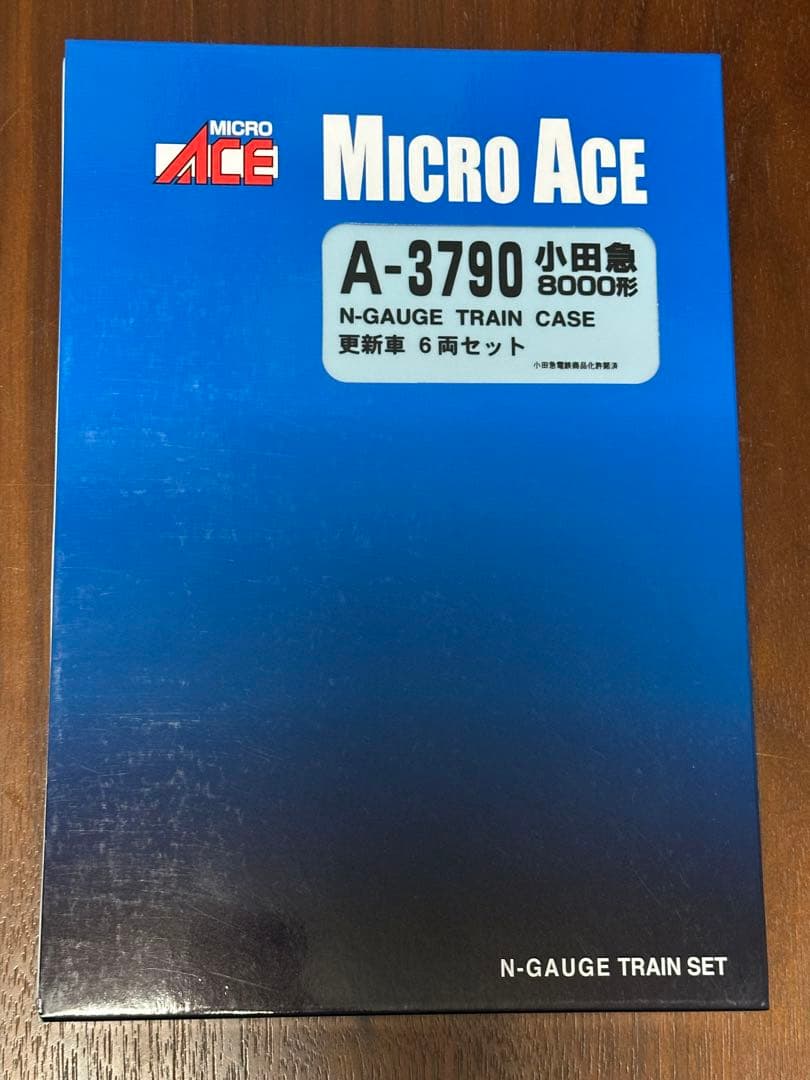 MICRO
ACE
MICRO ACE
A-3790 小田急
8000形
N-GAUGE TRAIN CASE
更新車 6両セット
小田急電鉄商品化許諾済
N-GAUGE TRAIN SET